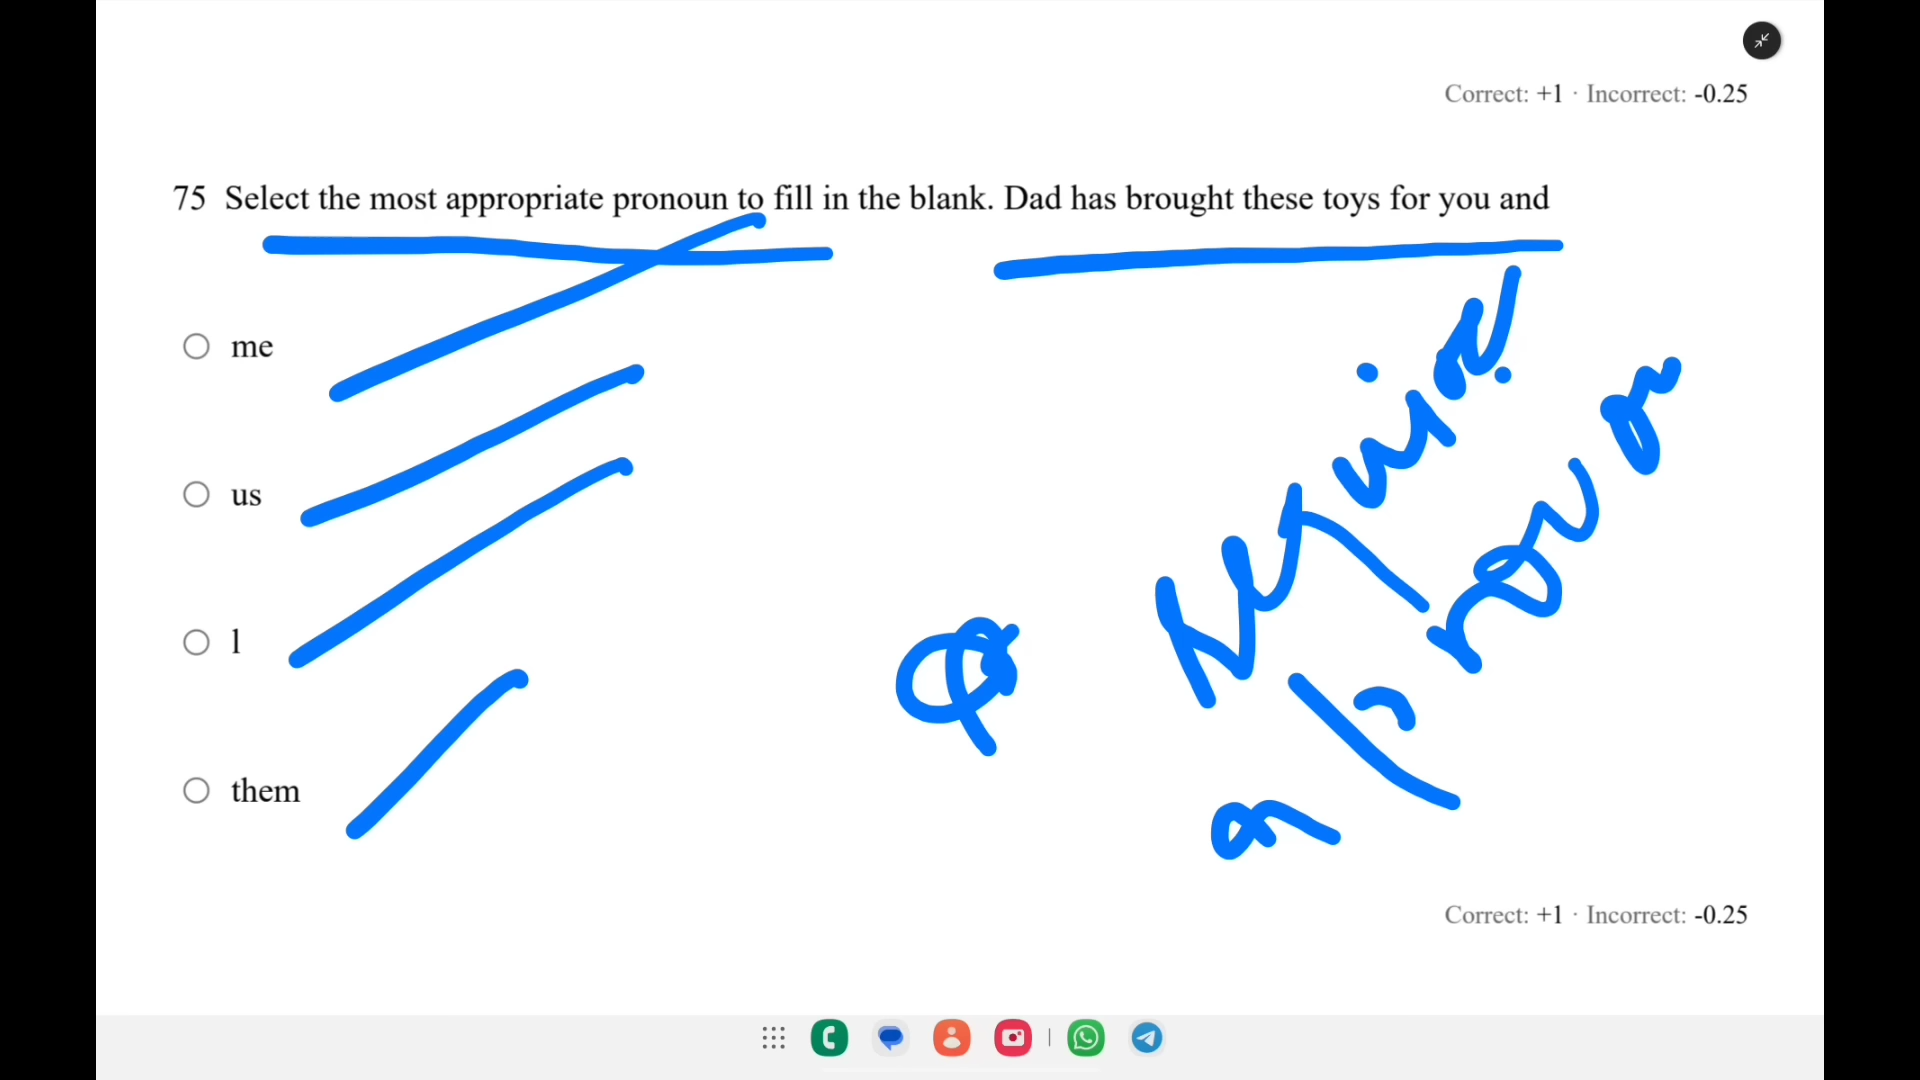 Correct: +1 · Incorrect: -0.25
75 Select the most appropriate pronoun to fill in the blank. Dad has brought these toys for you and
me
us
l
them
Correct: +1 · Incorrect: -0.25